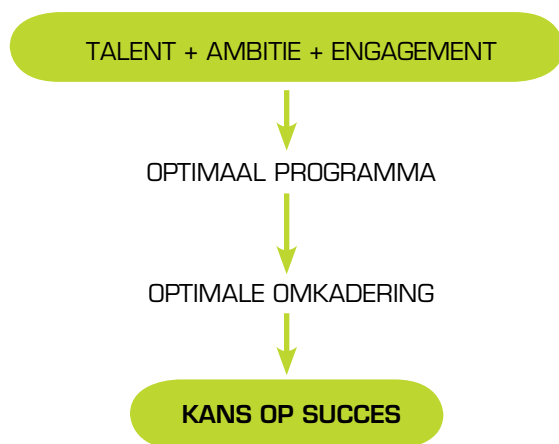 TALENT + AMBITIE + ENGAGEMENT
OPTIMAAL PROGRAMMA
OPTIMALE OMKADERING
KANS OP SUCCES